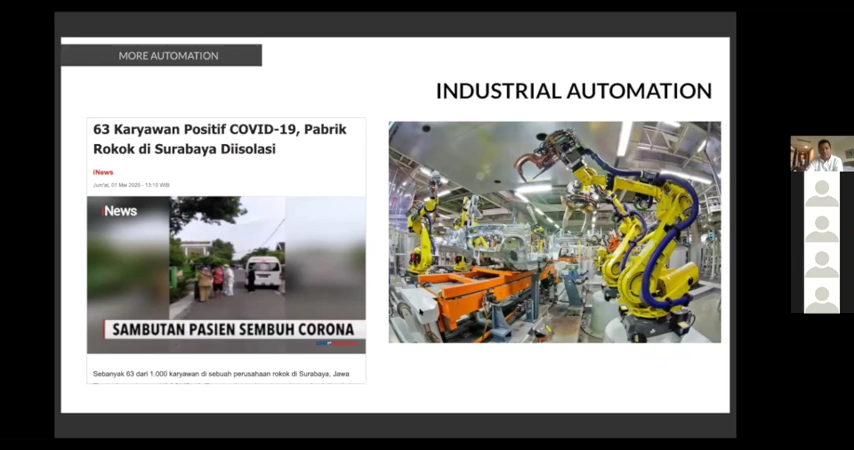 MORE AUTOMATION
INDUSTRIAL AUTOMATION
63 Karyawan Positif COVID-19, Pabrik
Rokok di Surabaya Diisolasi
iNews
Jum'at, 01 Mei 2020 - 13:15 WIB
iNews
SAMBUTAN PASIEN SEMBUH CORONA
Sebanyak 63 dari 1.000 karyawan di sebuah perusahaan rokok di Surabaya, Jawa